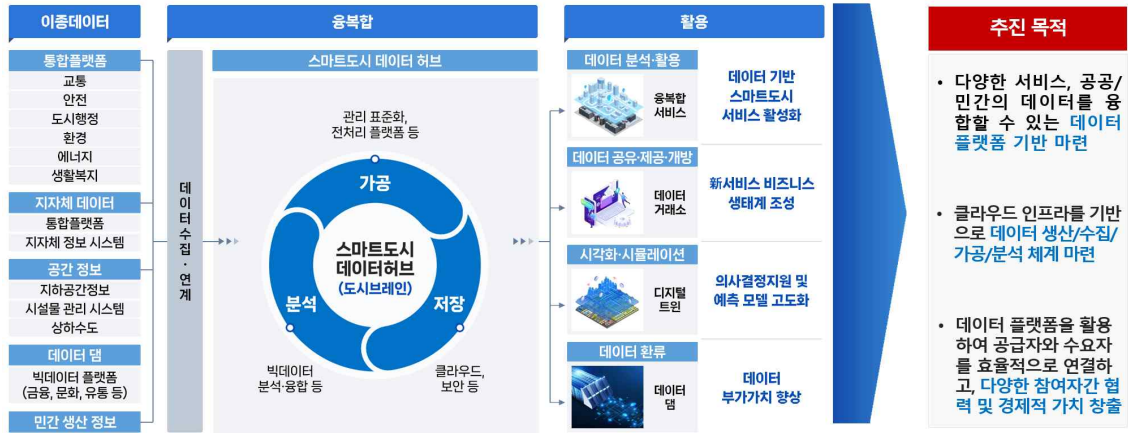 이종데이터
통합플랫폼
교통
안전
도시행정
환경
에너지
생활복지
지자체 데이터
통합플랫폼
지자체 정보 시스템
공간 정보
지하공간정보
시설물 관리 시스템
상하수도
데이터 댐
빅데이터 플랫폼
(금융, 문화, 유통 등)
민간 생산 정보
융복합
데이터 수집 · 연계
스마트도시 데이터 허브
관리 표준화,
전처리 플랫폼 등
가공
스마트도시
데이터허브
(도시브레인)
분석
저장
빅데이터
분석·융합 등
클라우드,
보안 등
활용
데이터 분석·활용
융복합
서비스
데이터 기반
스마트도시
서비스 활성화
데이터 공유·제공·개방
데이터
거래소
新서비스 비즈니스
생태계 조성
시각화·시뮬레이션
디지털
트윈
의사결정지원 및
예측 모델 고도화
데이터 환류
데이터
댐
데이터
부가가치 향상
추진 목적
• 다양한 서비스, 공공/
민간의 데이터를 융
합할 수 있는 데이터
플랫폼 기반 마련
• 클라우드 인프라를 기반
으로 데이터 생산/수집/
가공/분석 체계 마련
• 데이터 플랫폼을 활용
하여 공급자와 수요자
를 효율적으로 연결하
고, 다양한 참여자간 협
력 및 경제적 가치 창출